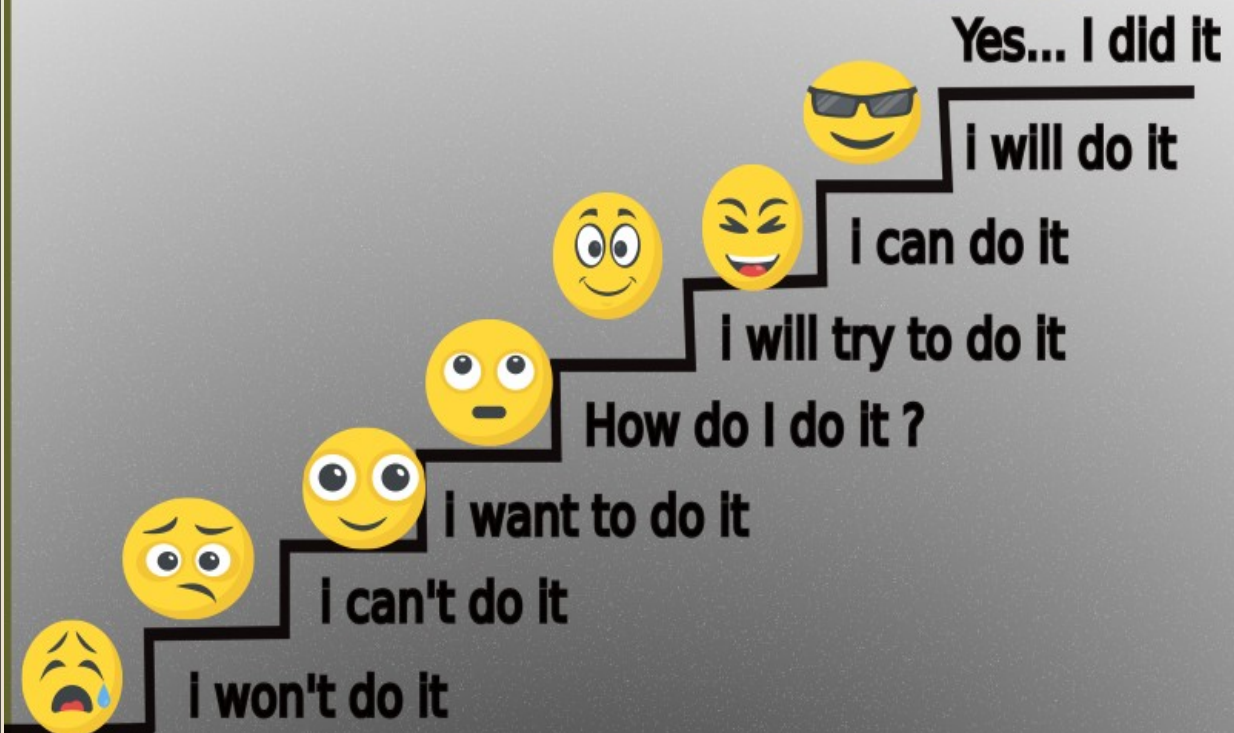 Yes... I did it
i will do it
i can do it
i will try to do it
How do I do it ?
i want to do it
i can't do it
i won't do it